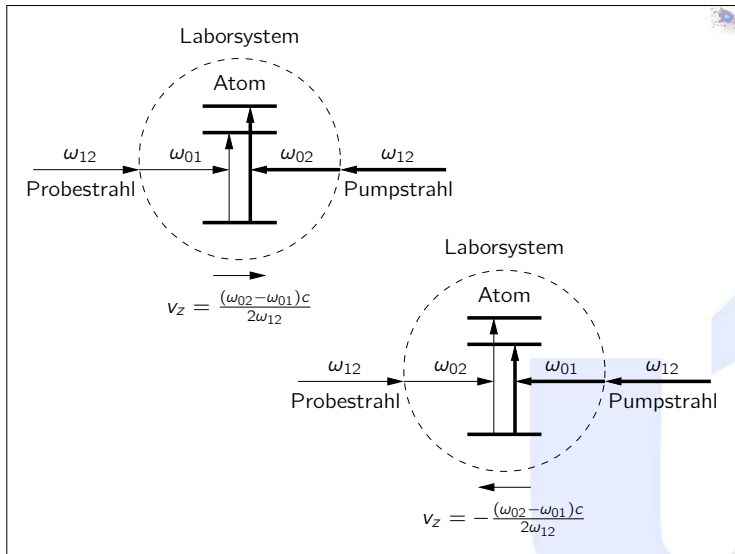 Laborsystem
Atom
ω₁₂ ω₀₁ ω₀₂ ω₁₂
Probestrahl Pumpstrahl
v_z = (ω₀₂−ω₀₁)c / 2ω₁₂
Laborsystem
Atom
ω₁₂ ω₀₂ ω₀₁ ω₁₂
Probestrahl Pumpstrahl
v_z = −(ω₀₂−ω₀₁)c / 2ω₁₂